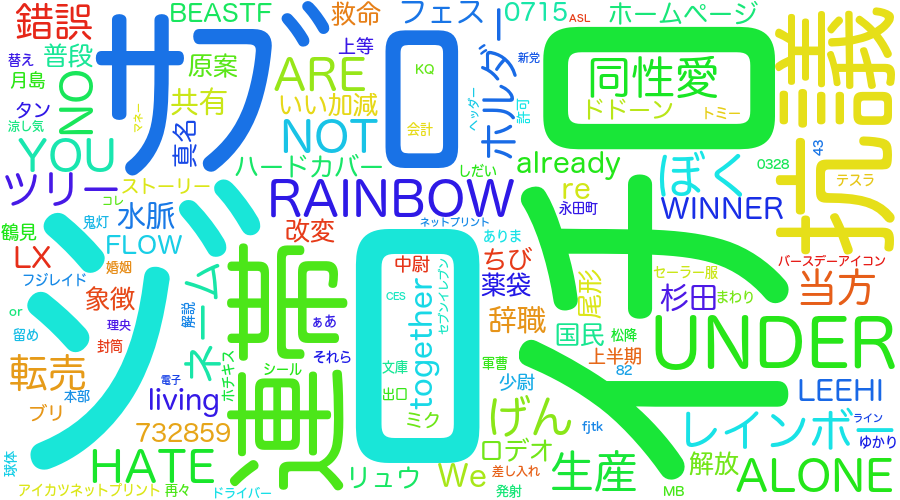 錯誤
BEASTF
救命
フェス
0715
ASL
ホームページ
議
替え
普段
サブロ
上等
新党
月島
原案
ARE
KQ
同性愛
タン
NO
共有
マネー
いい加減
ホルダー
ヘッダー
許可
ドドーン
トミー
涼し気
真名
NOT
会計
ロ
43
YOU
ハードカバー
しだい
already
ぼく
0328
抗
ツリー
ストーリー
RAINBOW
re
テスラ
コレ
永田町
WINNER
鶴見
鬼灯
水脈
改変
ネットプリント
FLOW
ありま
LX
婚姻
中尉
ちび
セーラー服
バースデーアイコン
フジレイド
連帯
セブンイレブン
薬袋
尾形
杉田
まわり
当方
象徴
ネーム
CES
or
理央
解説
ぁあ
together
辞職
国民
松降
UNDER
留め
封筒
それら
軍曹
上半期
転売
電子
ホチキス
シール
文庫
少尉
82
本部
living
出口
LEEHI
ブリ
ミク
げん
fjtk
レインボー
ライン
732859
ロデオ
ゆかり
球体
HATE
リュウ
We
差し入れ
生産
解放
ALONE
アイカツネットプリント
再々
ドライバー
発射
MB